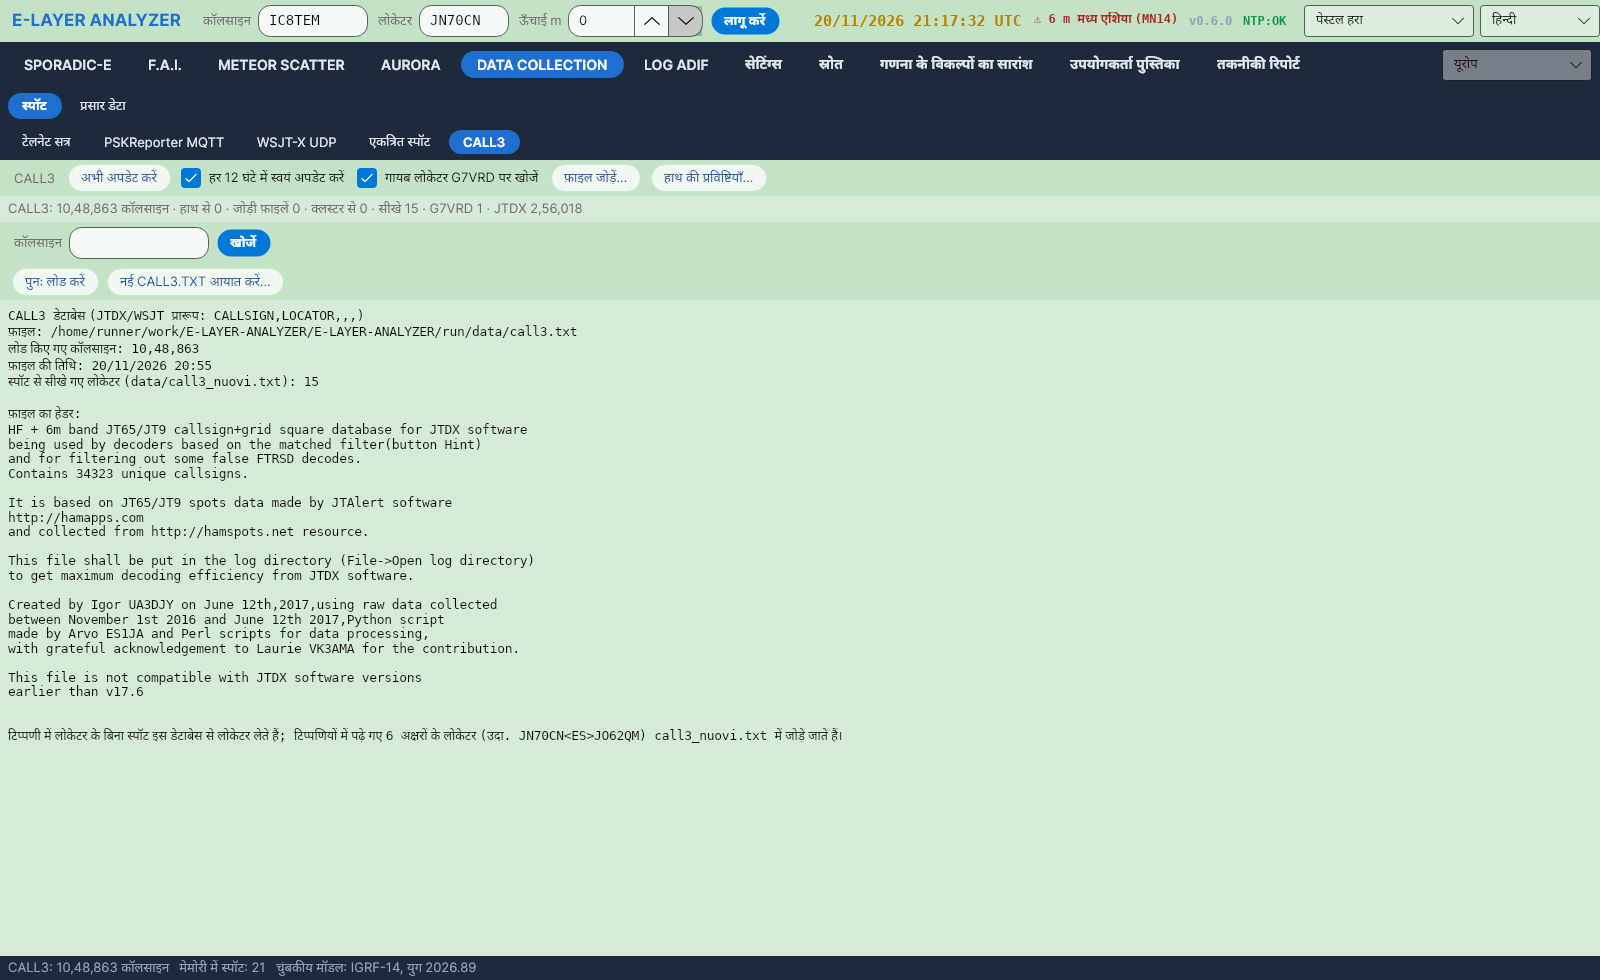 E-LAYER ANALYZER कॉलसाइन IC8TEM लोकेटर JN70CN ऊँचाई m 0 लागू करें 20/11/2026 21:17:32 UTC ⚠ 6 m मध्य एशिया (MN14) v0.6.0 NTP:OK पेस्टल हरा हिन्दी
SPORADIC-E F.A.I. METEOR SCATTER AURORA DATA COLLECTION LOG ADIF सेटिंग्स स्रोत गणना के विकल्पों का सारांश उपयोगकर्ता पुस्तिका तकनीकी रिपोर्ट यूरोप
स्पॉट प्रसार डेटा
टेलनेट सत्र PSKReporter MQTT WSJT-X UDP एकत्रित स्पॉट CALL3
CALL3 अभी अपडेट करें हर 12 घंटे में स्वयं अपडेट करें गायब लोकेटर G7VRD पर खोजें फ़ाइल जोड़ें... हाथ की प्रविष्टियाँ...
CALL3: 10,48,863 कॉलसाइन · हाथ से 0 · जोड़ी फ़ाइलें 0 · क्लस्टर से 0 · सीखे 15 · G7VRD 1 · JTDX 2,56,018
कॉलसाइन खोजें
पुनः लोड करें नई CALL3.TXT आयात करें...
CALL3 डेटाबेस (JTDX/WSJT प्रारूप: CALLSIGN,LOCATOR,,,)
फ़ाइल: /home/runner/work/E-LAYER-ANALYZER/E-LAYER-ANALYZER/run/data/call3.txt
लोड किए गए कॉलसाइन: 10,48,863
फ़ाइल की तिथि: 20/11/2026 20:55
स्पॉट से सीखे गए लोकेटर (data/call3_nuovi.txt): 15
फ़ाइल का हेडर:
HF + 6m band JT65/JT9 callsign+grid square database for JTDX software
being used by decoders based on the matched filter(button Hint)
and for filtering out some false FTRSD decodes.
Contains 34323 unique callsigns.
It is based on JT65/JT9 spots data made by JTAlert software
http://hamapps.com
and collected from http://hamspots.net resource.
This file shall be put in the log directory (File->Open log directory)
to get maximum decoding efficiency from JTDX software.
Created by Igor UA3DJY on June 12th,2017,using raw data collected
between November 1st 2016 and June 12th 2017,Python script
made by Arvo ES1JA and Perl scripts for data processing,
with grateful acknowledgement to Laurie VK3AMA for the contribution.
This file is not compatible with JTDX software versions
earlier than v17.6
टिप्पणी में लोकेटर के बिना स्पॉट इस डेटाबेस से लोकेटर लेते हैं; टिप्पणियों में पढ़े गए 6 अक्षरों के लोकेटर (उदा. JN70CN<ES>JO62QM) call3_nuovi.txt में जोड़े जाते हैं।
CALL3: 10,48,863 कॉलसाइन मेमोरी में स्पॉट: 21 चुंबकीय मॉडल: IGRF-14, युग 2026.89